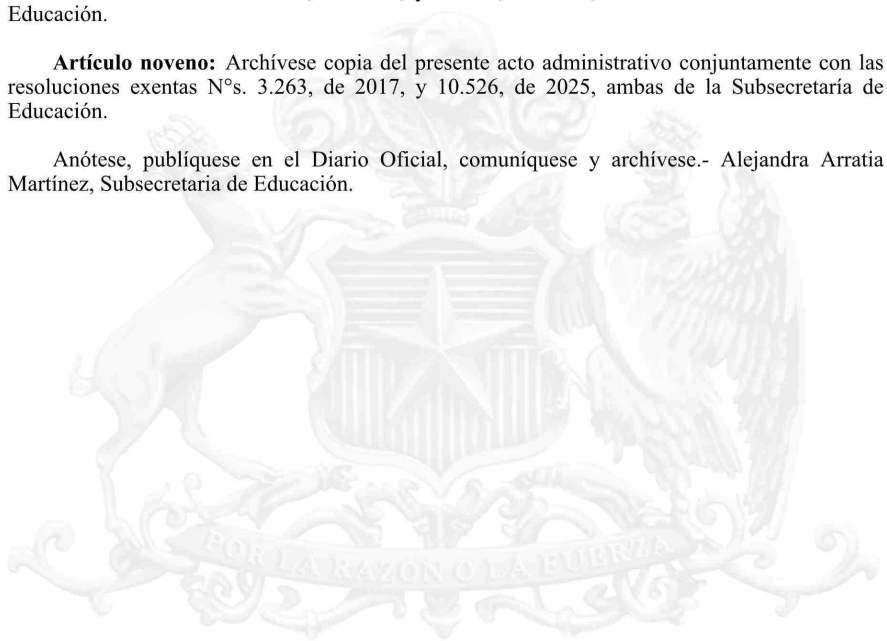 Educación.
Artículo noveno: Archívese copia del presente acto administrativo conjuntamente con las
resoluciones exentas N°s. 3.263, de 2017, y 10.526, de 2025, ambas de la Subsecretaría de
Educación.
Anótese, publíquese en el Diario Oficial, comuníquese y archívese.- Alejandra Arratia
Martínez, Subsecretaria de Educación.
POR LA RAZÓN O LA FUERZA